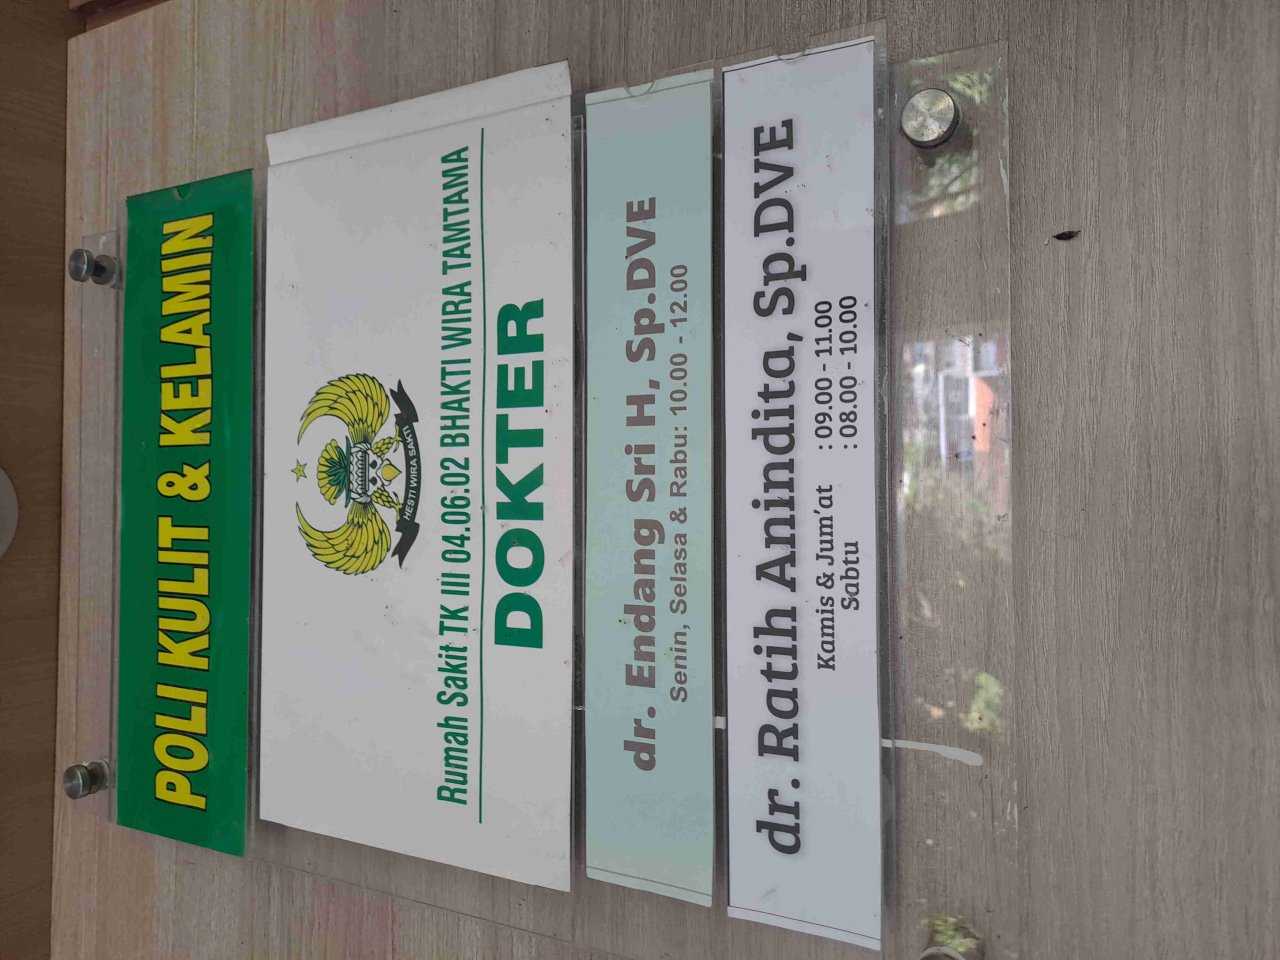 POLI KULIT & KELAMIN
HESTI WIRA SAKTI
Rumah Sakit TK III 04.06.02 BHAKTI WIRA TAMTAMA
DOKTER
dr. Endang Sri H, Sp.DVE
Senin, Selasa & Rabu: 10.00 - 12.00
dr. Ratih Anindita, Sp.DVE
Kamis & Jum'at : 09.00 - 11.00
Sabtu : 08.00 - 10.00